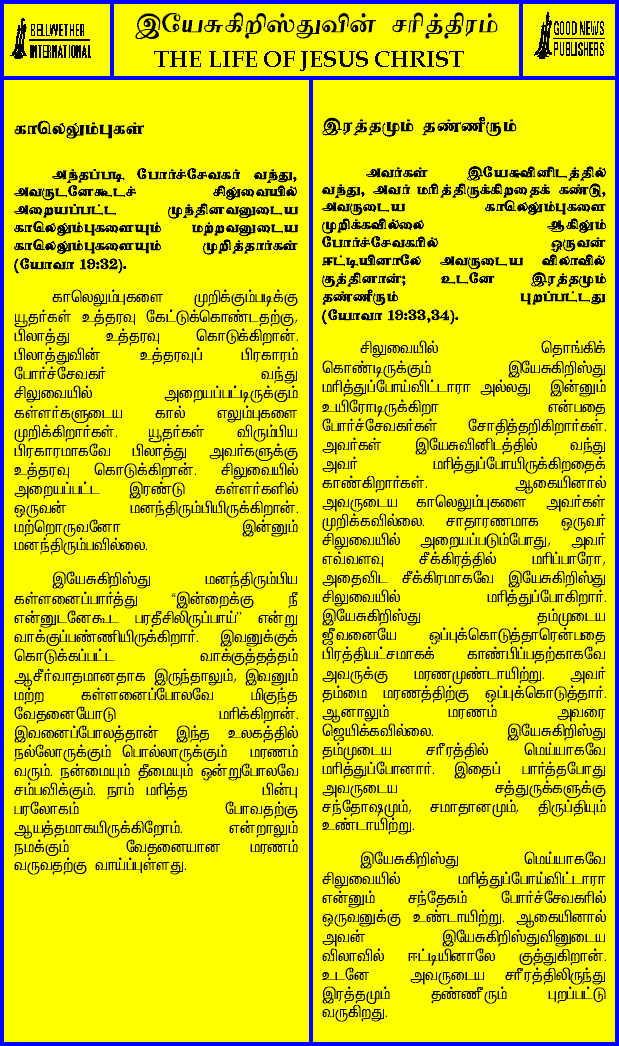 BELLWETHER
INTERNATIONAL
இயேசுகிறிஸ்துவின் சரித்திரம்
THE LIFE OF JESUS CHRIST
GOOD NEWS
PUBLISHERS
காலெலும்புகள்
அந்தப்படி போர்ச்சேவகர் வந்து,
அவருடனேகூடச் சிலுவையில்
அறையப்பட்ட முந்தினவனுடைய
காலெலும்புகளையும் மற்றவனுடைய
காலெலும்புகளையும் முறித்தார்கள்
(யோவா 19:32).
காலெலும்புகளை முறிக்கும்படிக்கு
யூதர்கள் உத்தரவு கேட்டுக்கொண்டதற்கு,
பிலாத்து உத்தரவு கொடுக்கிறான்.
பிலாத்துவின் உத்தரவுப் பிரகாரம்
போர்ச்சேவகர் வந்து
சிலுவையில் அறையப்பட்டிருக்கும்
கள்ளர்களுடைய கால் எலும்புகளை
முறிக்கிறார்கள். யூதர்கள் விரும்பிய
பிரகாரமாகவே பிலாத்து அவர்களுக்கு
உத்தரவு கொடுக்கிறான். சிலுவையில்
அறையப்பட்ட இரண்டு கள்ளர்களில்
ஒருவன் மனந்திரும்பியிருக்கிறான்.
மற்றொருவனோ இன்னும்
மனந்திரும்பவில்லை.
இயேசுகிறிஸ்து மனந்திரும்பிய
கள்ளனைப்பார்த்து “இன்றைக்கு நீ
என்னுடனேகூட பரதீசிலிருப்பாய்” என்று
வாக்குப்பண்ணியிருக்கிறார். இவனுக்குக்
கொடுக்கப்பட்ட வாக்குத்தத்தம்
ஆசீர்வாதமானதாக இருந்தாலும், இவனும்
மற்ற கள்ளனைப்போலவே மிகுந்த
வேதனையோடு மரிக்கிறான்.
இவனைப்போலத்தான் இந்த உலகத்தில்
நல்லோருக்கும் பொல்லாருக்கும் மரணம்
வரும். நன்மையும் தீமையும் ஒன்றுபோலவே
சம்பவிக்கும். நாம் மரித்த பின்பு
பரலோகம் போவதற்கு
ஆயத்தமாகயிருக்கிறோம். என்றாலும்
நமக்கும் வேதனையான மரணம்
வருவதற்கு வாய்ப்புள்ளது.
இரத்தமும் தண்ணீரும்
அவர்கள் இயேசுவினிடத்தில்
வந்து, அவர் மரித்திருக்கிறதைக் கண்டு,
அவருடைய காலெலும்புகளை
முறிக்கவில்லை ஆகிலும்
போர்ச்சேவகரில் ஒருவன்
ஈட்டியினாலே அவருடைய விலாவில்
குத்தினான்; உடனே இரத்தமும்
தண்ணீரும் புறப்பட்டது
(யோவா 19:33,34).
சிலுவையில் தொங்கிக்
கொண்டிருக்கும் இயேசுகிறிஸ்து
மரித்துப்போய்விட்டாரா அல்லது இன்னும்
உயிரோடிருக்கிறா என்பதை
போர்ச்சேவகர்கள் சோதித்தறிகிறார்கள்.
அவர்கள் இயேசுவினிடத்தில் வந்து
அவர் மரித்துப்போயிருக்கிறதைக்
காண்கிறார்கள். ஆகையினால்
அவருடைய காலெலும்புகளை அவர்கள்
முறிக்கவில்லை. சாதாரணமாக ஒருவர்
சிலுவையில் அறையப்படும்போது, அவர்
எவ்வளவு சீக்கிரத்தில் மரிப்பாரோ,
அதைவிட சீக்கிரமாகவே இயேசுகிறிஸ்து
சிலுவையில் மரித்துப்போகிறார்.
இயேசுகிறிஸ்து தம்முடைய
ஜீவனையே ஒப்புக்கொடுத்தாரென்பதை
பிரத்தியட்சமாகக் காண்பிப்பதற்காகவே
அவருக்கு மரணமுண்டாயிற்று. அவர்
தம்மை மரணத்திற்கு ஒப்புக்கொடுத்தார்.
ஆனாலும் மரணம் அவரை
ஜெயிக்கவில்லை. இயேசுகிறிஸ்து
தம்முடைய சரீரத்தில் மெய்யாகவே
மரித்துப்போனார். இதைப் பார்த்தபோது
அவருடைய சத்துருக்களுக்கு
சந்தோஷமும், சமாதானமும், திருப்தியும்
உண்டாயிற்று.
இயேசுகிறிஸ்து மெய்யாகவே
சிலுவையில் மரித்துப்போய்விட்டாரா
என்னும் சந்தேகம் போர்ச்சேவகரில்
ஒருவனுக்கு உண்டாயிற்று. ஆகையினால்
அவன் இயேசுகிறிஸ்துவினுடைய
விலாவில் ஈட்டியினாலே குத்துகிறான்.
உடனே அவருடைய சரீரத்திலிருந்து
இரத்தமும் தண்ணீரும் புறப்பட்டு
வருகிறது.